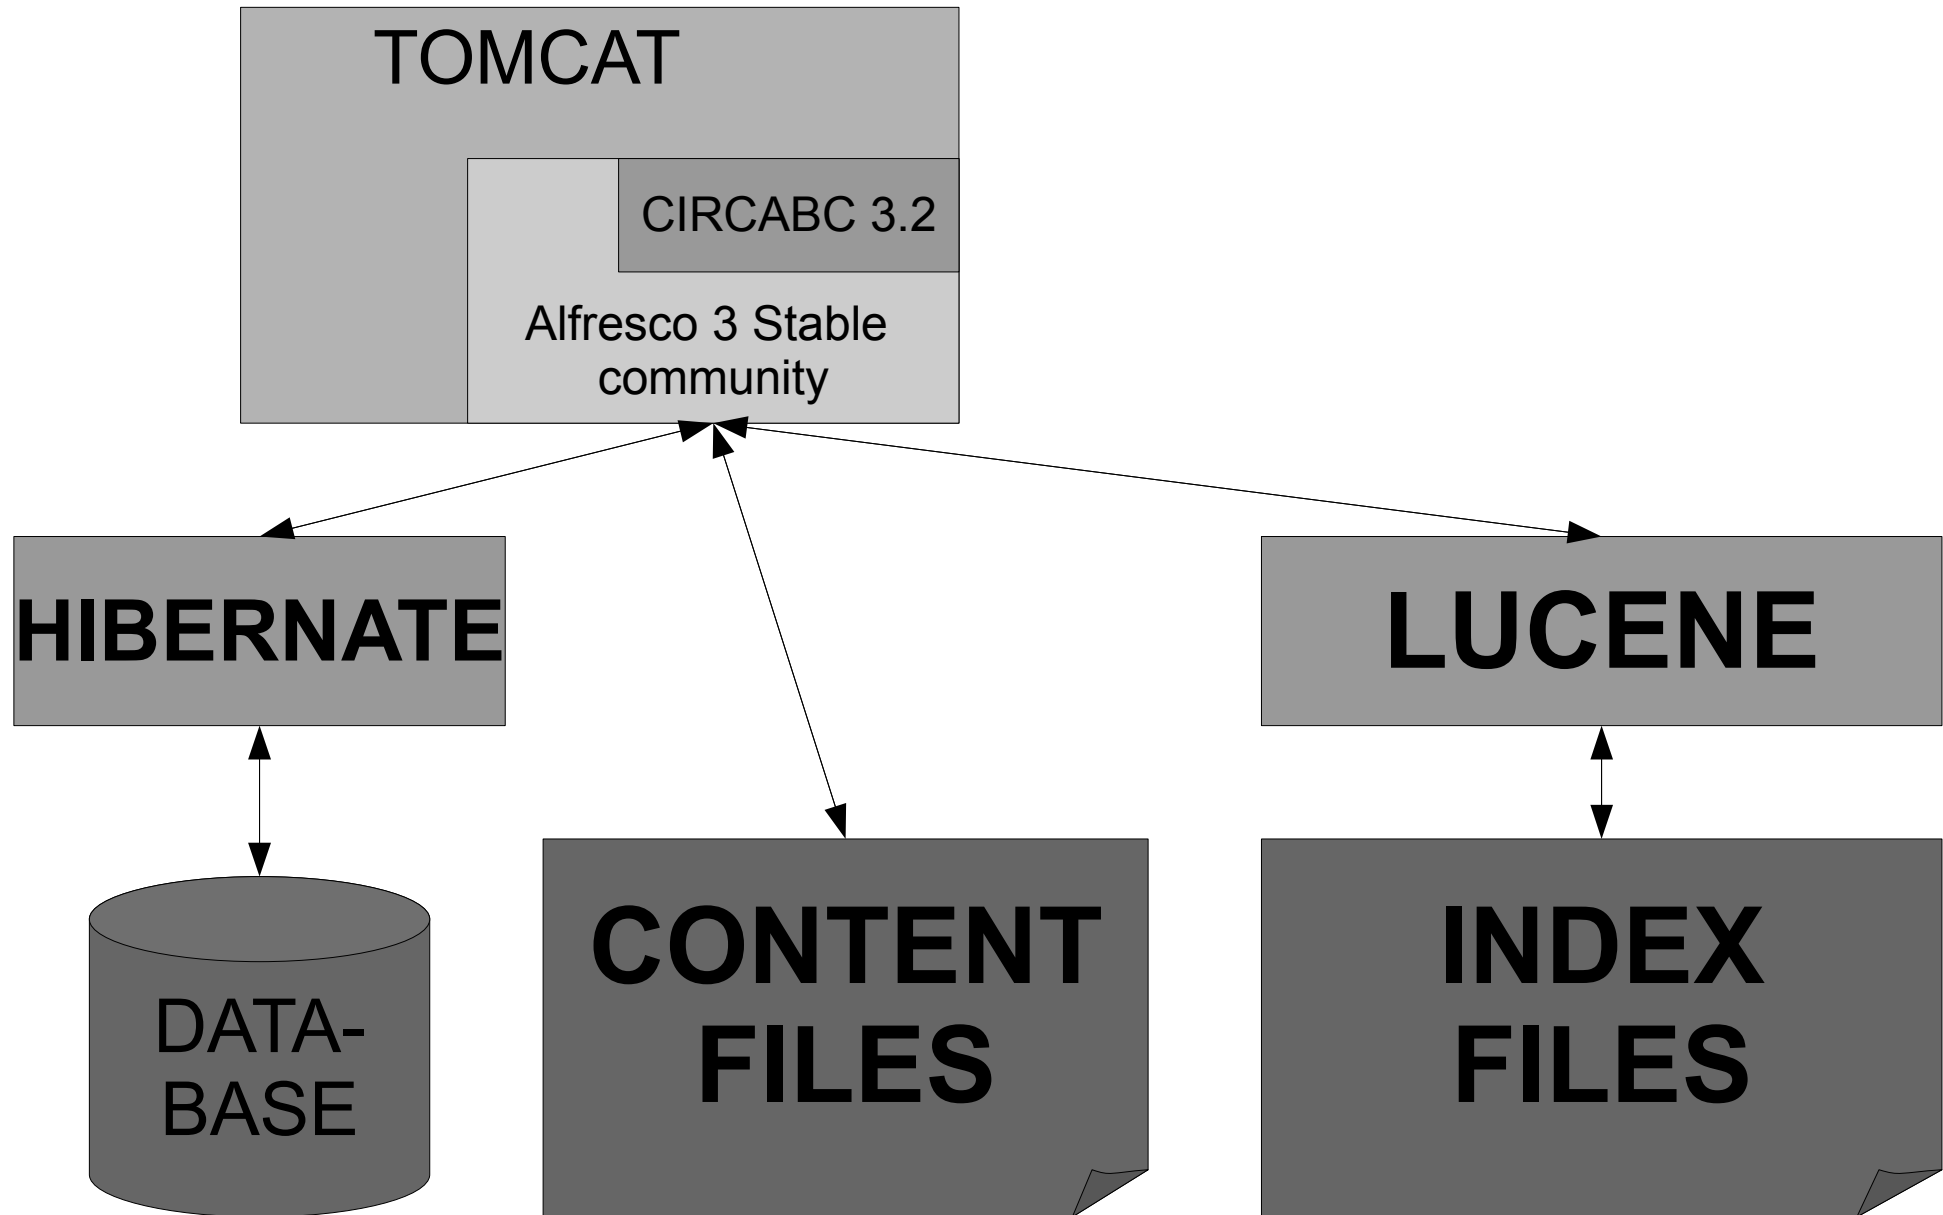 TOMCAT
CIRCABC 3.2
Alfresco 3 Stable
community
HIBERNATE
LUCENE
DATA-
BASE
CONTENT
FILES
INDEX
FILES